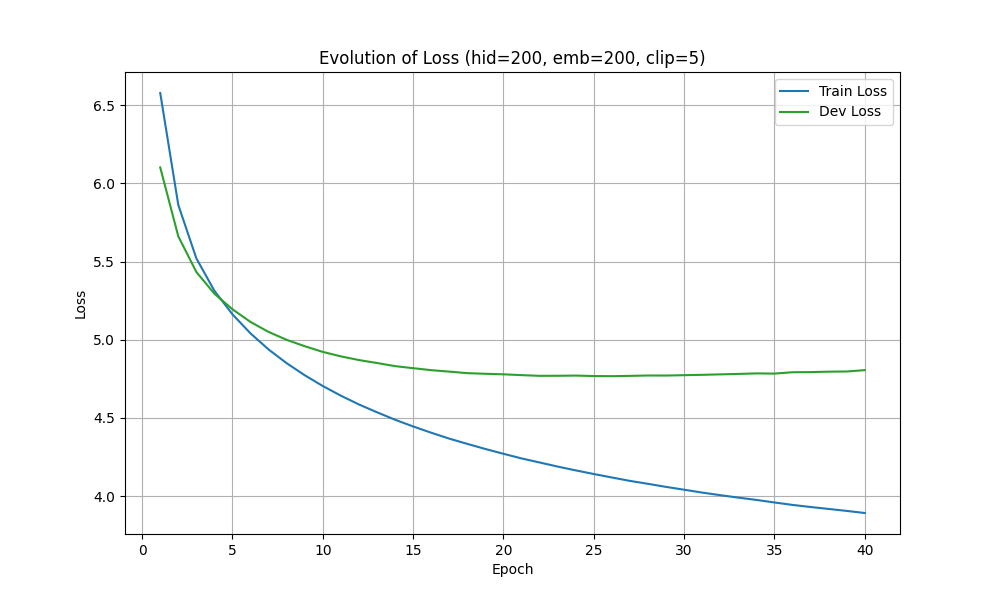 Evolution of Loss (hid=200, emb=200, clip=5)
Train Loss
Dev Loss
Loss
6.5
6.0
5.5
5.0
4.5
4.0
0 5 10 15 20 25 30 35 40
Epoch